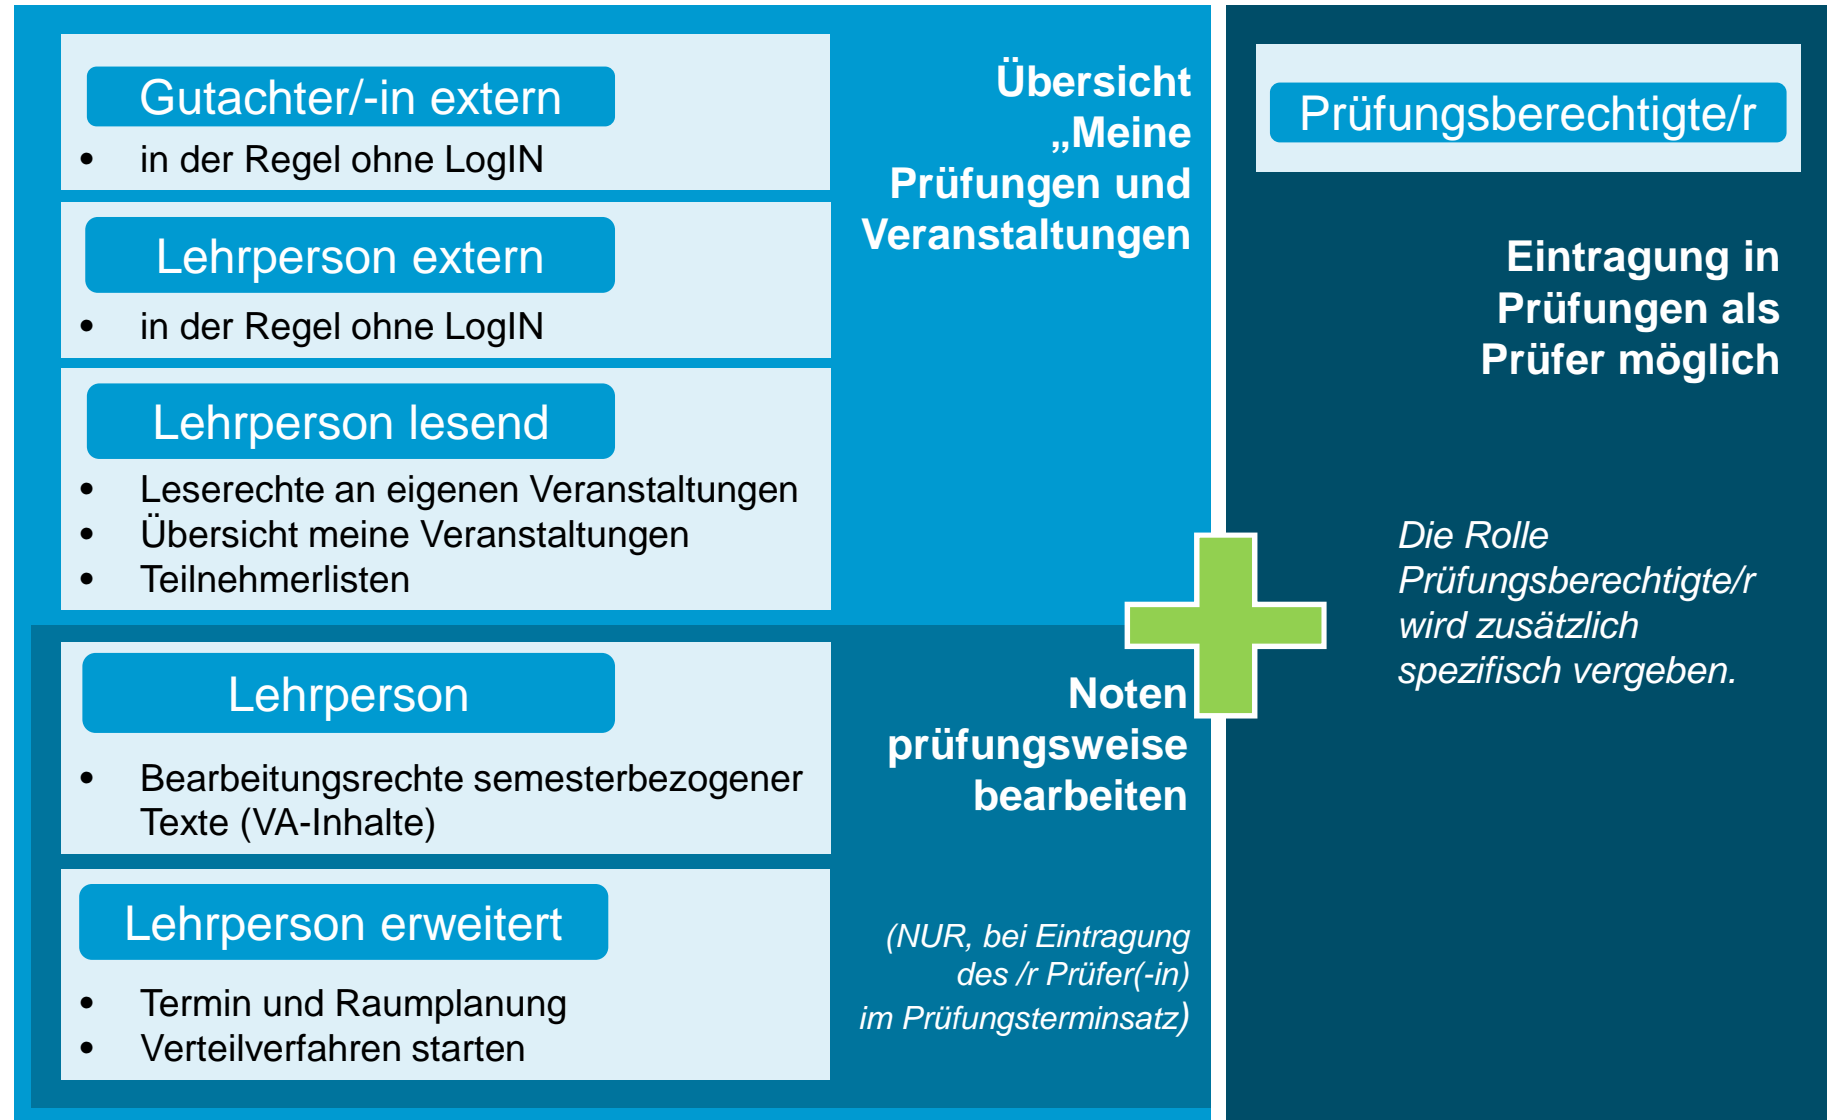 Gutachter/-in extern
• in der Regel ohne LogIN
Lehrperson extern
• in der Regel ohne LogIN
Lehrperson lesend
• Leserechte an eigenen Veranstaltungen
• Übersicht meine Veranstaltungen
• Teilnehmerlisten
Übersicht
„Meine
Prüfungen und
Veranstaltungen
Lehrperson
• Bearbeitungsrechte semesterbezogener
Texte (VA-Inhalte)
Lehrperson erweitert
• Termin und Raumplanung
• Verteilverfahren starten
Noten
prüfungsweise
bearbeiten
(NUR, bei Eintragung
des /r Prüfer(-in)
im Prüfungsterminsatz)
Prüfungsberechtigte/r
Eintragung in
Prüfungen als
Prüfer möglich
Die Rolle
Prüfungsberechtigte/r
wird zusätzlich
spezifisch vergeben.